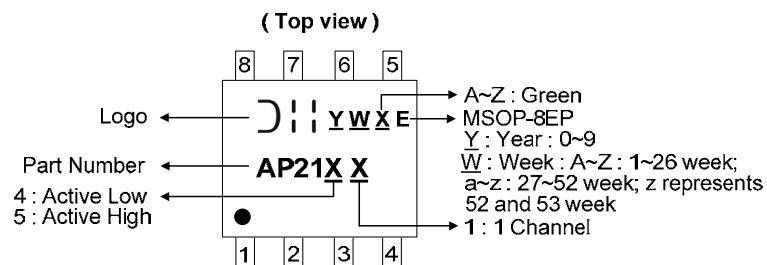 ( Top view )
8 7 6 5
Logo
Y W X E
A~Z : Green
MSOP-8EP
Y : Year : 0~9
W : Week : A~Z : 1~26 week;
a~z : 27~52 week; z represents
52 and 53 week
1 : 1 Channel
Part Number
AP21X X
4 : Active Low
5 : Active High
1 2 3 4